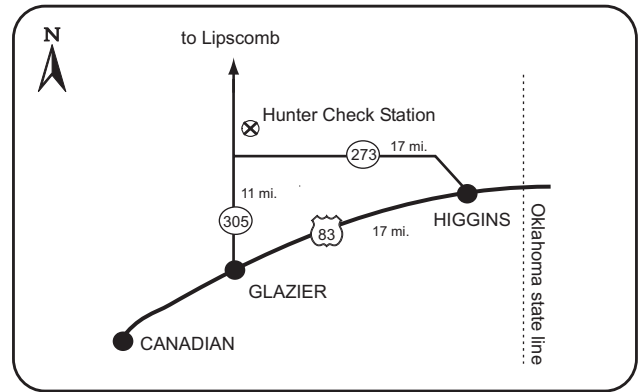 N
to Lipscomb
Hunter Check Station
273
17 mi.
11 mi.
305
83
17 mi.
HIGGINS
Oklahoma state line
GLAZIER
CANADIAN